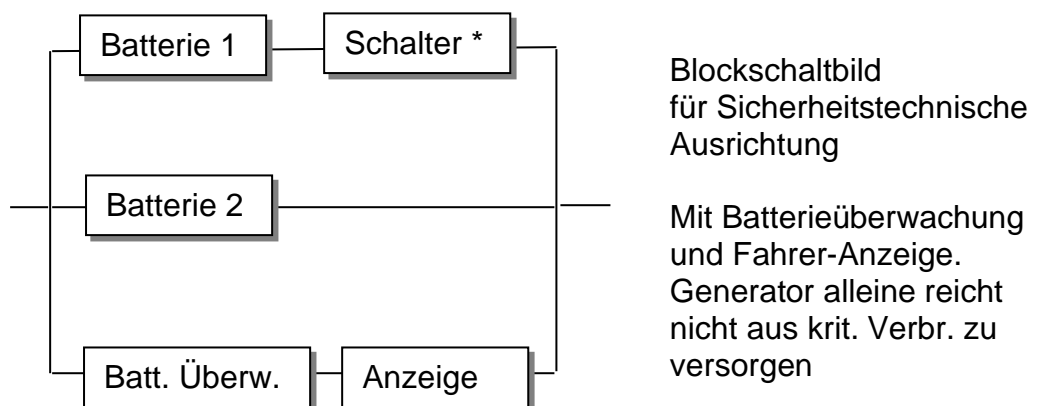 Batterie 1
Schalter *
Batterie 2
Batt. Überw.
Anzeige
Blockschaltbild
für Sicherheitstechnische
Ausrichtung
Mit Batterieüberwachung
und Fahrer-Anzeige.
Generator alleine reicht
nicht aus krit. Verbr. zu
versorgen